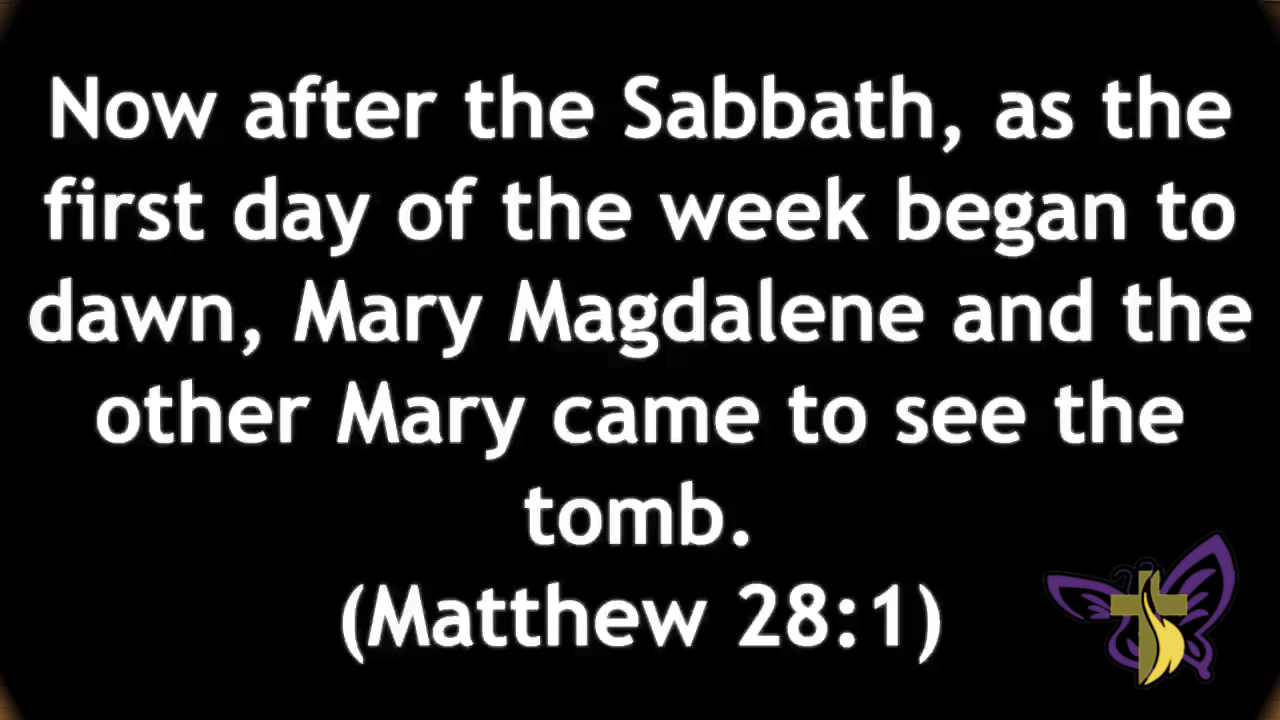 Now after the Sabbath, as the
first day of the week began to
dawn, Mary Magdalene and the
other Mary came to see the
tomb.
(Matthew 28:1)